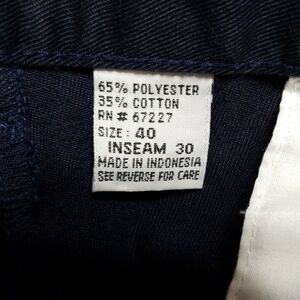 65% POLYESTER
35% COTTON
RN # 67227
SIZE: 40
INSEAM 30
MADE IN INDONESIA
SEE REVERSE FOR CARE